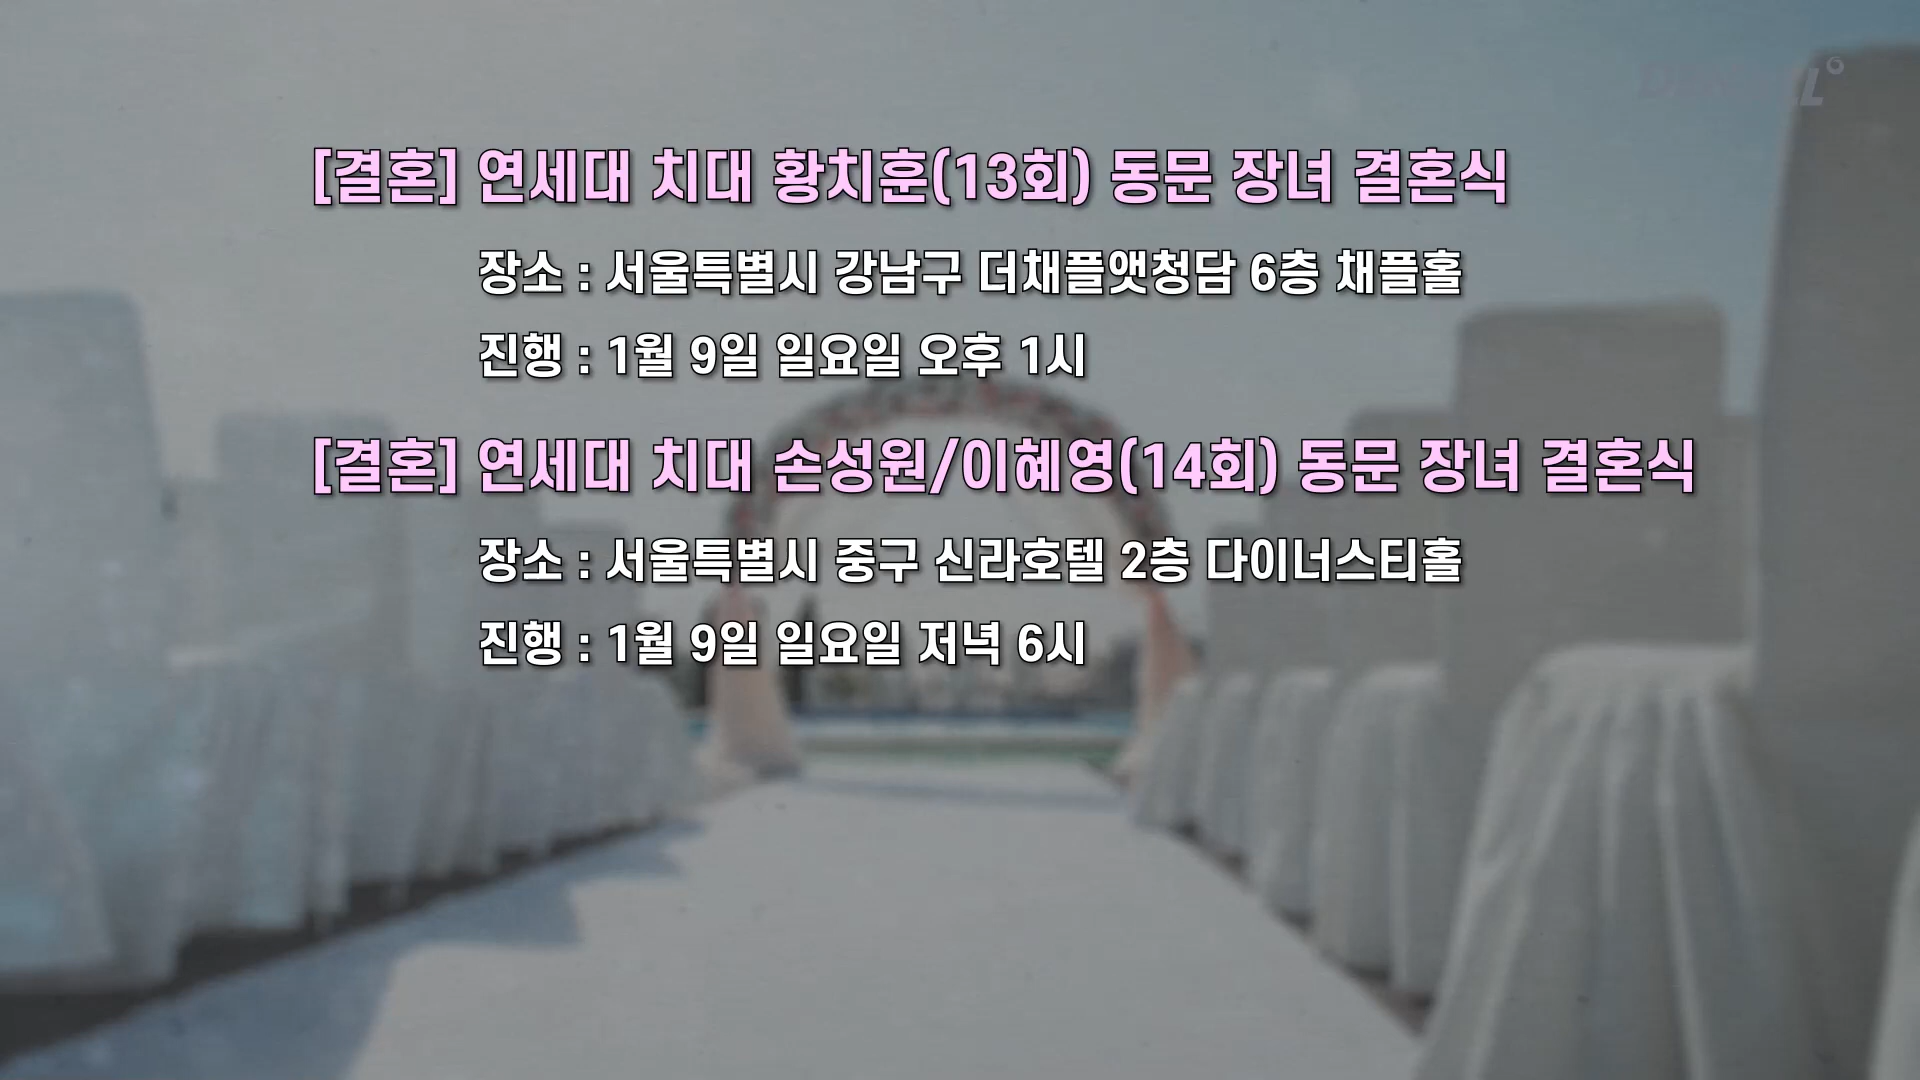 [결혼] 연세대 치대 황치훈(13회) 동문 장녀 결혼식
장소 : 서울특별시 강남구 더채플앳청담 6층 채플홀
진행 : 1월 9일 일요일 오후 1시
[결혼] 연세대 치대 손성원/이혜영(14회) 동문 장녀 결혼식
장소 : 서울특별시 중구 신라호텔 2층 다이너스티홀
진행 : 1월 9일 일요일 저녁 6시